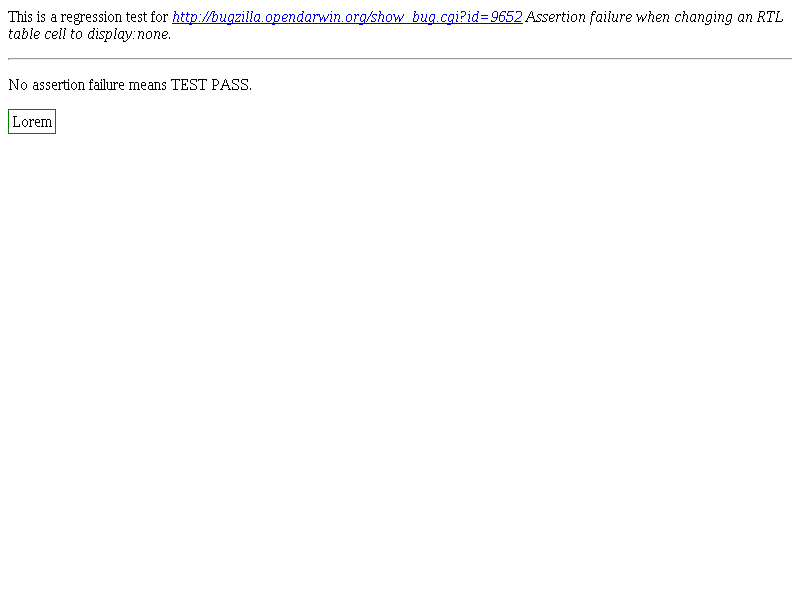 This is a regression test for http://bugzilla.opendarwin.org/show_bug.cgi?id=9652 Assertion failure when changing an RTL
table cell to display:none.
No assertion failure means TEST PASS.
Lorem